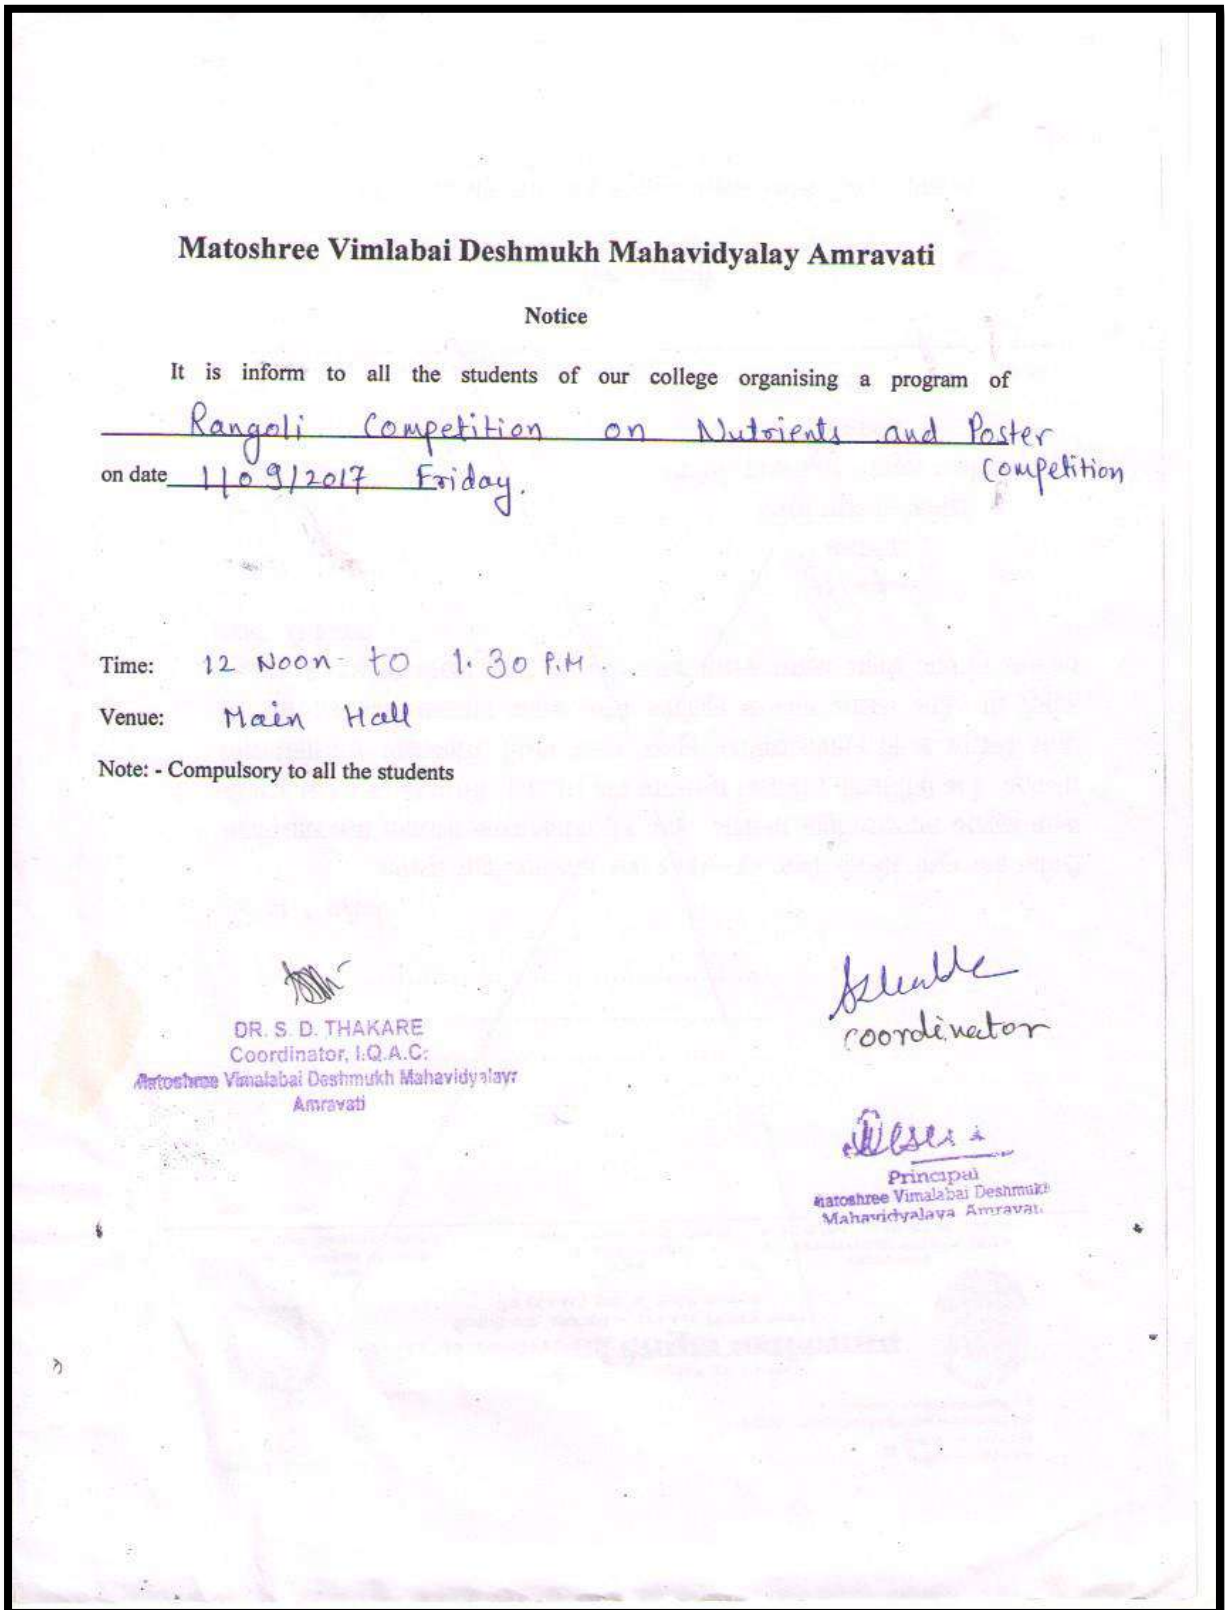 Matoshree Vimlabai Deshmukh Mahavidyalay Amravati
Notice
It is inform to all the students of our college organising a program of
Rangoli Competition on Nutrients and Poster
Competition
on date 1/09/2017 Friday.
Time: 12 Noon to 1.30 P.M.
Venue: Main Hall
Note: - Compulsory to all the students
DR. S. D. THAKARE
Coordinator, I.Q.A.C.
Matoshree Vimalabai Deshmukh Mahavidyalaya
Amravati
coordinator
Principal
Matoshree Vimalabai Deshmukh
Mahavidyalaya Amravati